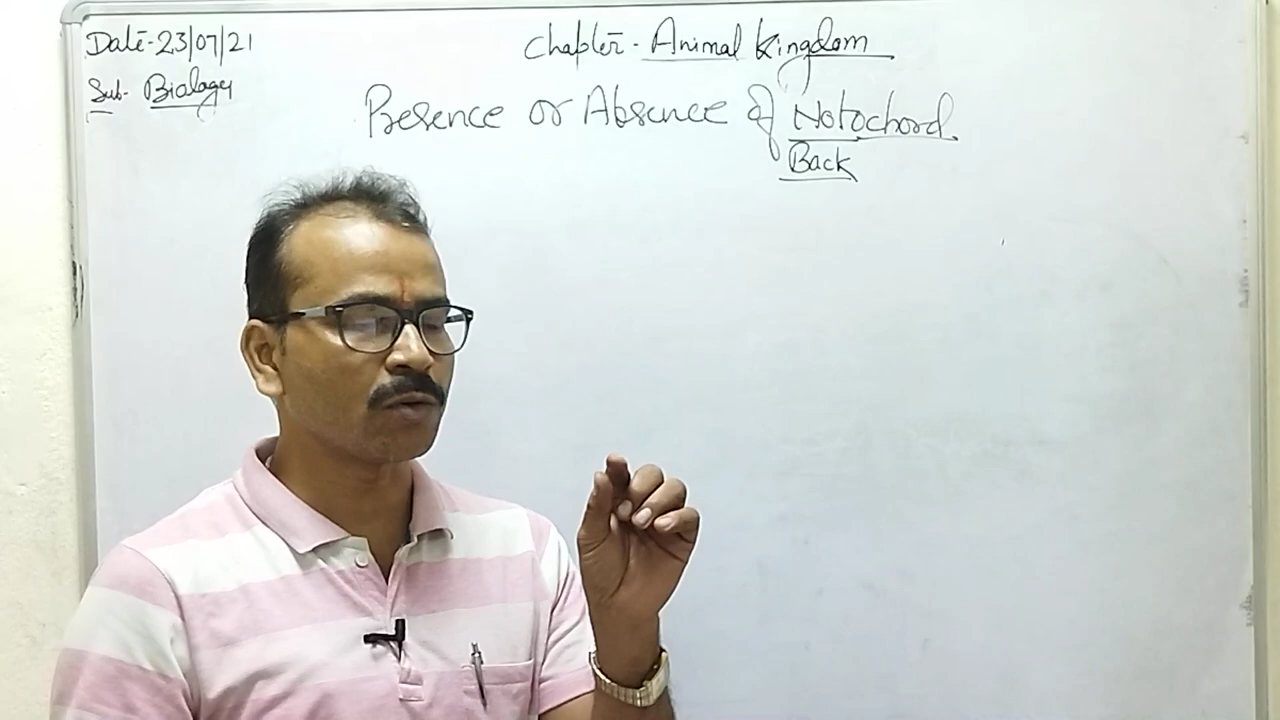 Date-23/07/21
Chapter- Animal Kingdom
Sub- Biology
Presence or Absence of Notochord
Back